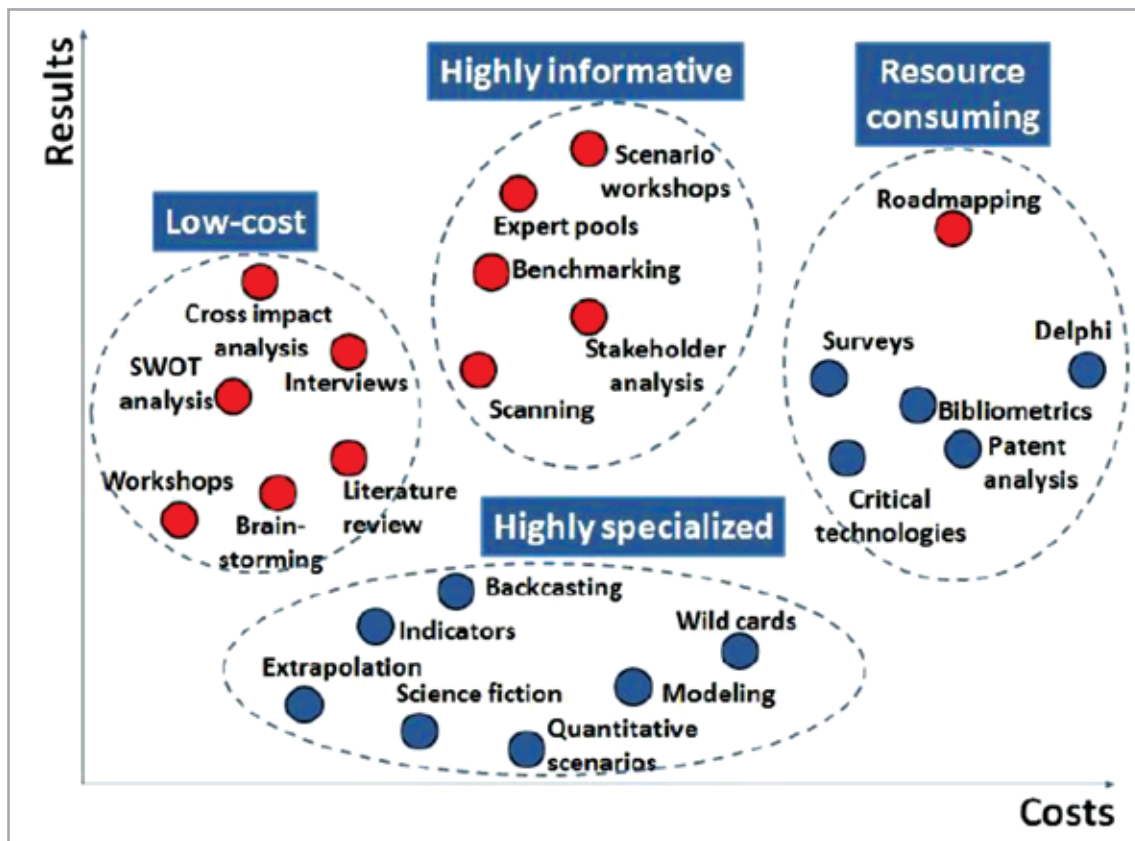 Results
Highly informative
Resource
consuming
Scenario
workshops
Expert pools
Benchmarking
Stakeholder
analysis
Scanning
Roadmapping
Surveys
Delphi
Bibliometrics
Patent
analysis
Critical
technologies
Low-cost
Cross impact
analysis
SWOT
analysis
Interviews
Workshops
Brain-
storming
Literature
review
Highly specialized
Backcasting
Indicators
Wild cards
Extrapolation
Science fiction
Modeling
Quantitative
scenarios
Costs